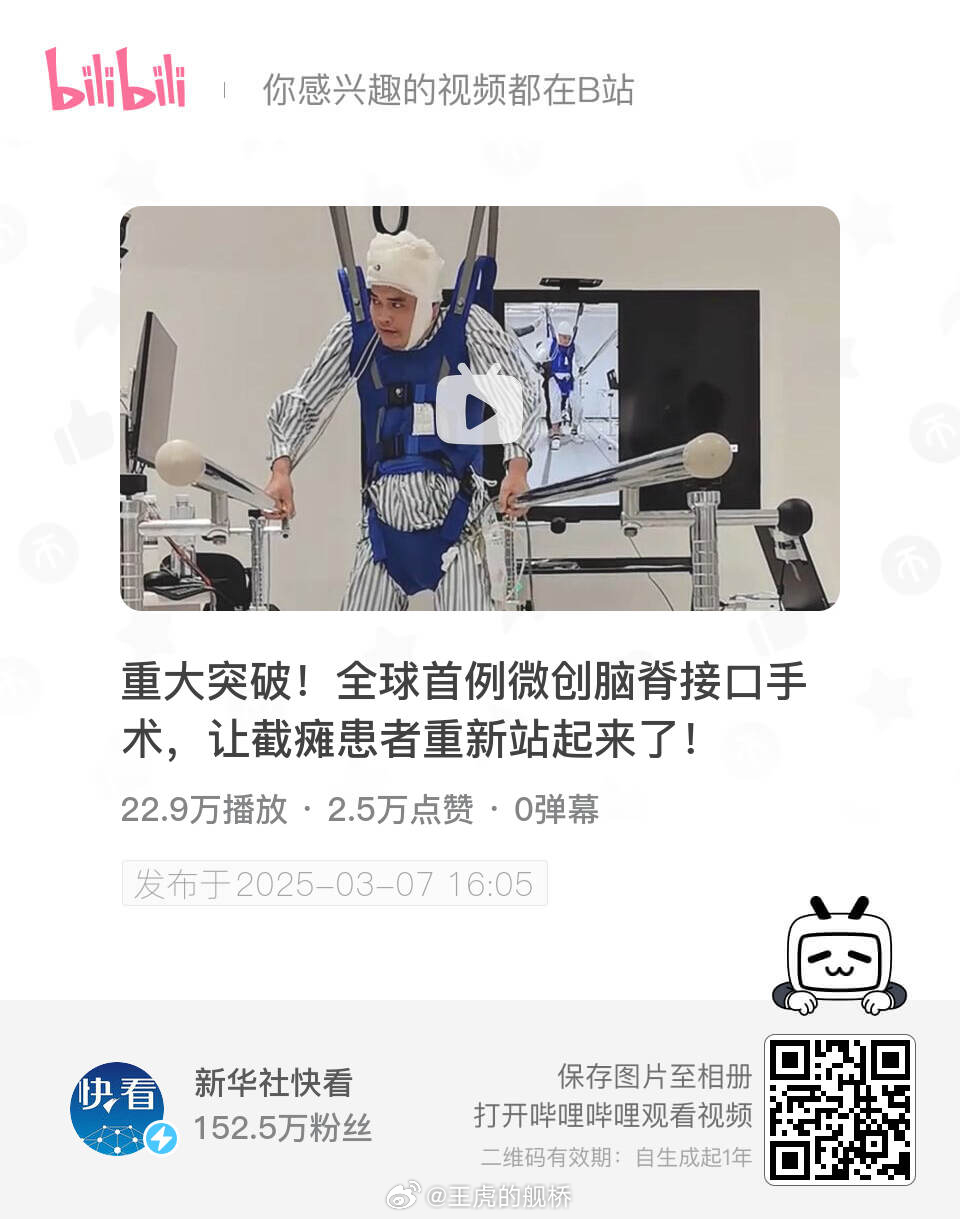 bilibili
你感兴趣的视频都在B站
重大突破！全球首例微创脑脊接口手
术，让截瘫患者重新站起来了！
22.9万播放 · 2.5万点赞 · 0弹幕
发布于2025-03-07 16:05
快看
新华社快看
152.5万粉丝
保存图片至相册
打开哔哩哔哩观看视频
二维码有效期：自生成起1年
@王虎的舰桥